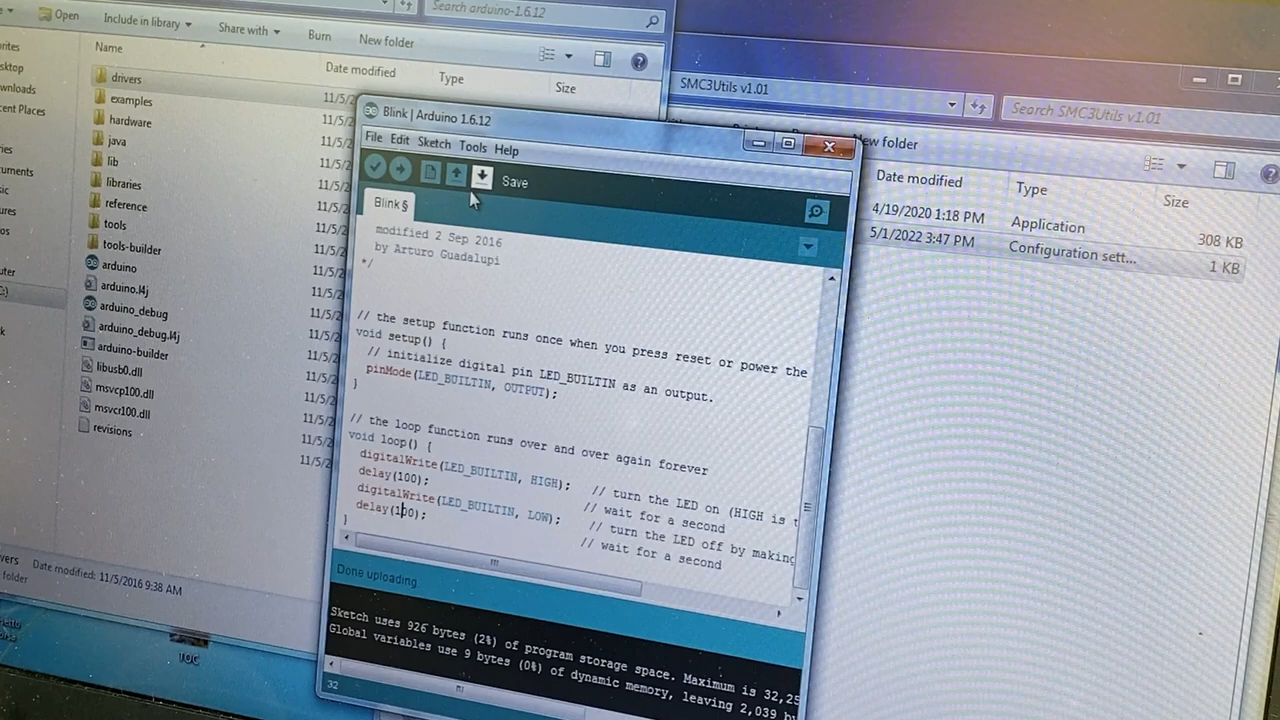 Search arduino-1.6.12
Open
Include in library
Share with
Burn
New folder
Name
Date modified
Type
Size
drivers
examples
hardware
java
lib
libraries
reference
tools
tools-builder
arduino
arduino.l4j
arduino_debug
arduino_debug.l4j
arduino-builder
libusb0.dll
msvcp100.dll
msvcr100.dll
revisions
Date modified: 11/5/2016 9:38 AM
folder
TOC
SMC3Utils v1.01
Search SMC3Utils v1.01
New folder
Date modified
Type
Size
4/19/2020 1:18 PM
Application
308 KB
5/1/2022 3:47 PM
Configuration sett...
1 KB
Blink | Arduino 1.6.12
File Edit Sketch Tools Help
Save
Blink §
modified 2 Sep 2016
by Arturo Guadalupi
*/
// the setup function runs once when you press reset or power the
void setup() {
// initialize digital pin LED_BUILTIN as an output.
pinMode(LED_BUILTIN, OUTPUT);
}
// the loop function runs over and over again forever
void loop() {
digitalWrite(LED_BUILTIN, HIGH); // turn the LED on (HIGH is t
delay(100); // wait for a second
digitalWrite(LED_BUILTIN, LOW); // turn the LED off by making
delay(100); // wait for a second
}
Done uploading
Sketch uses 926 bytes (2%) of program storage space. Maximum is 32,25
Global variables use 9 bytes (0%) of dynamic memory, leaving 2,039 b
32